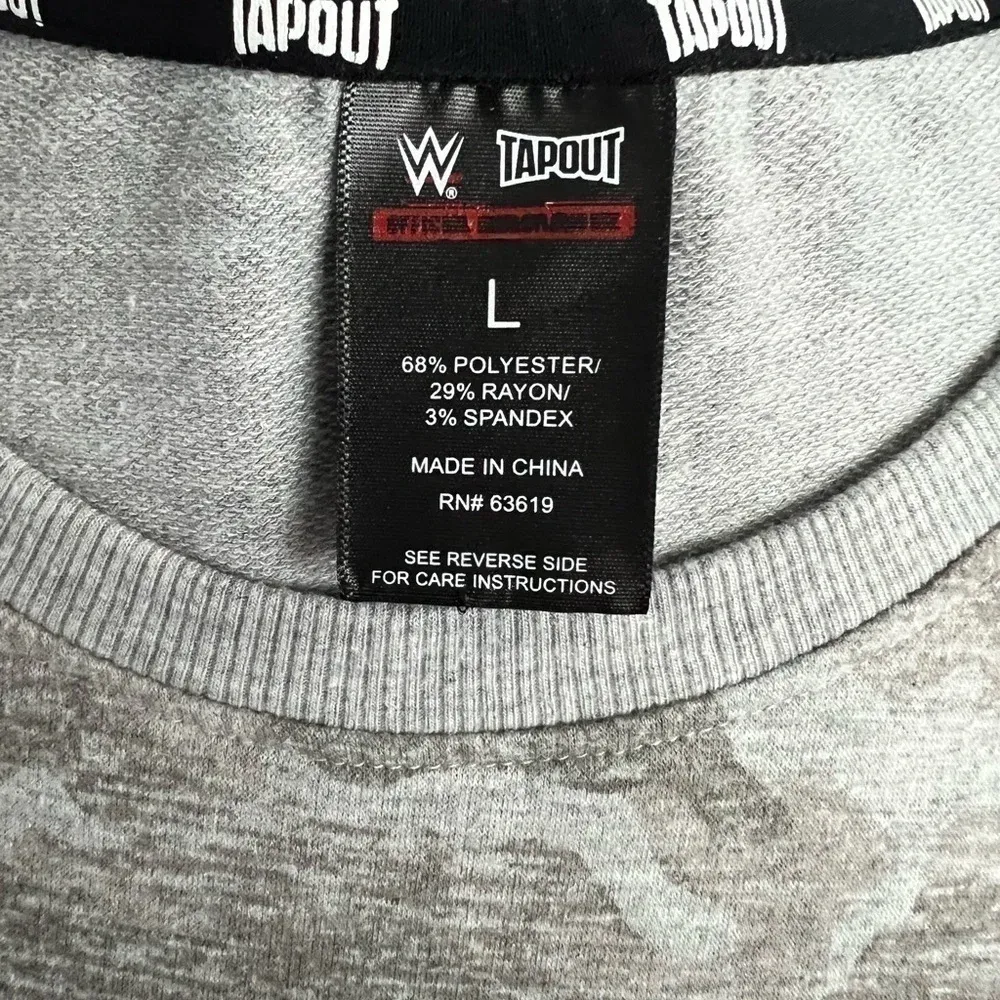 TAPOUT TAPOUT TAPOUT
W® TAPOUT
OFFICIAL
L
68% POLYESTER/
29% RAYON/
3% SPANDEX
MADE IN CHINA
RN# 63619
SEE REVERSE SIDE
FOR CARE INSTRUCTIONS